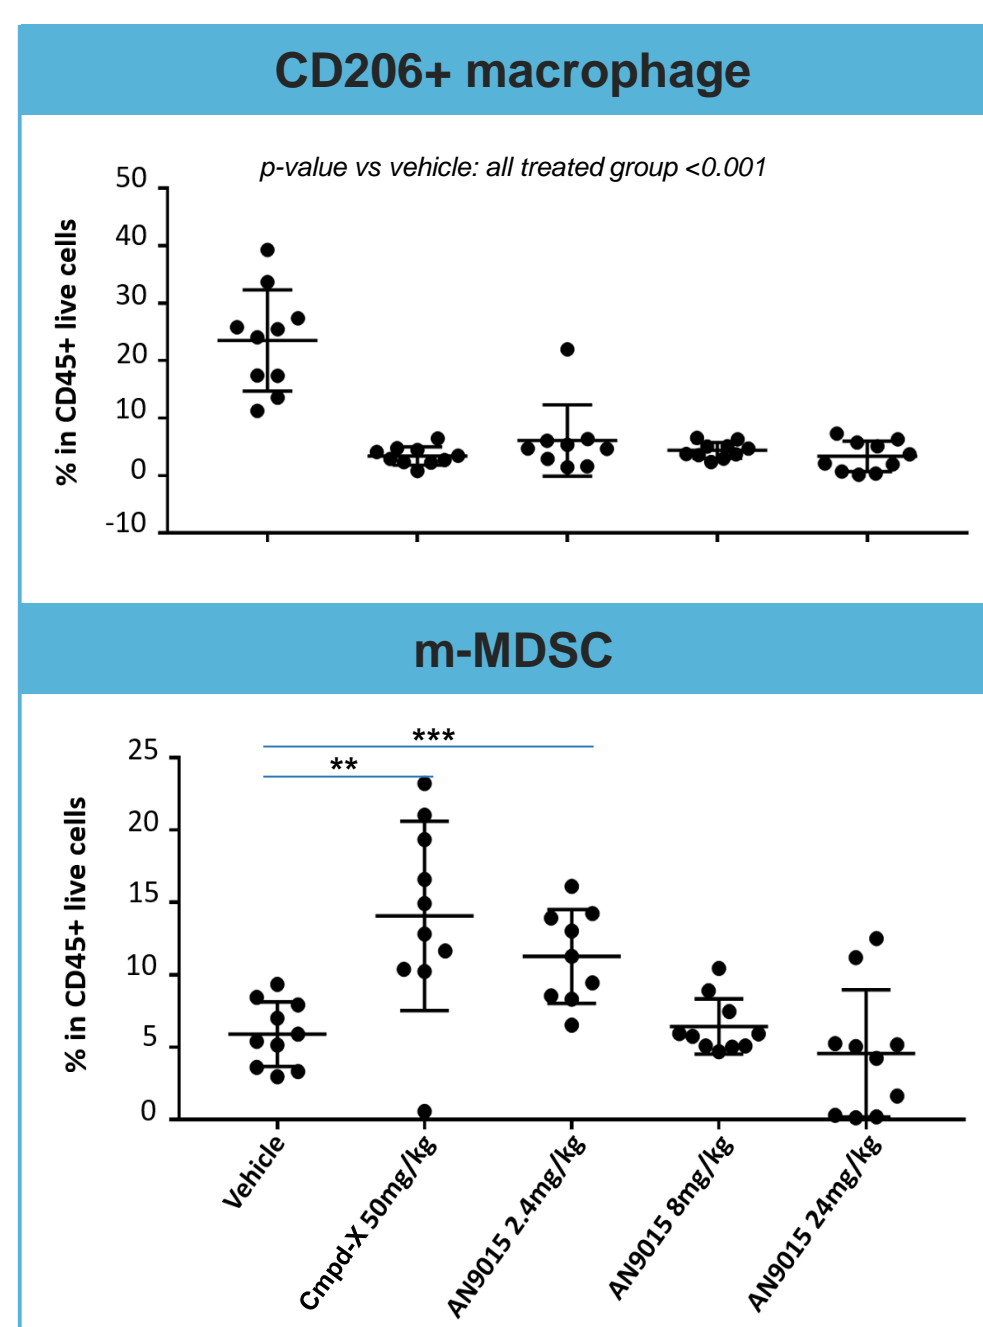 CD206+ macrophage
p-value vs vehicle: all treated group <0.001
% in CD45+ live cells
50
40
30
20
10
0
-10
m-MDSC
% in CD45+ live cells
25
20
15
10
5
0
***
**
Vehicle
Cmpd-X 50mg/kg
AN9015 2.4mg/kg
AN9015 8mg/kg
AN9015 24mg/kg